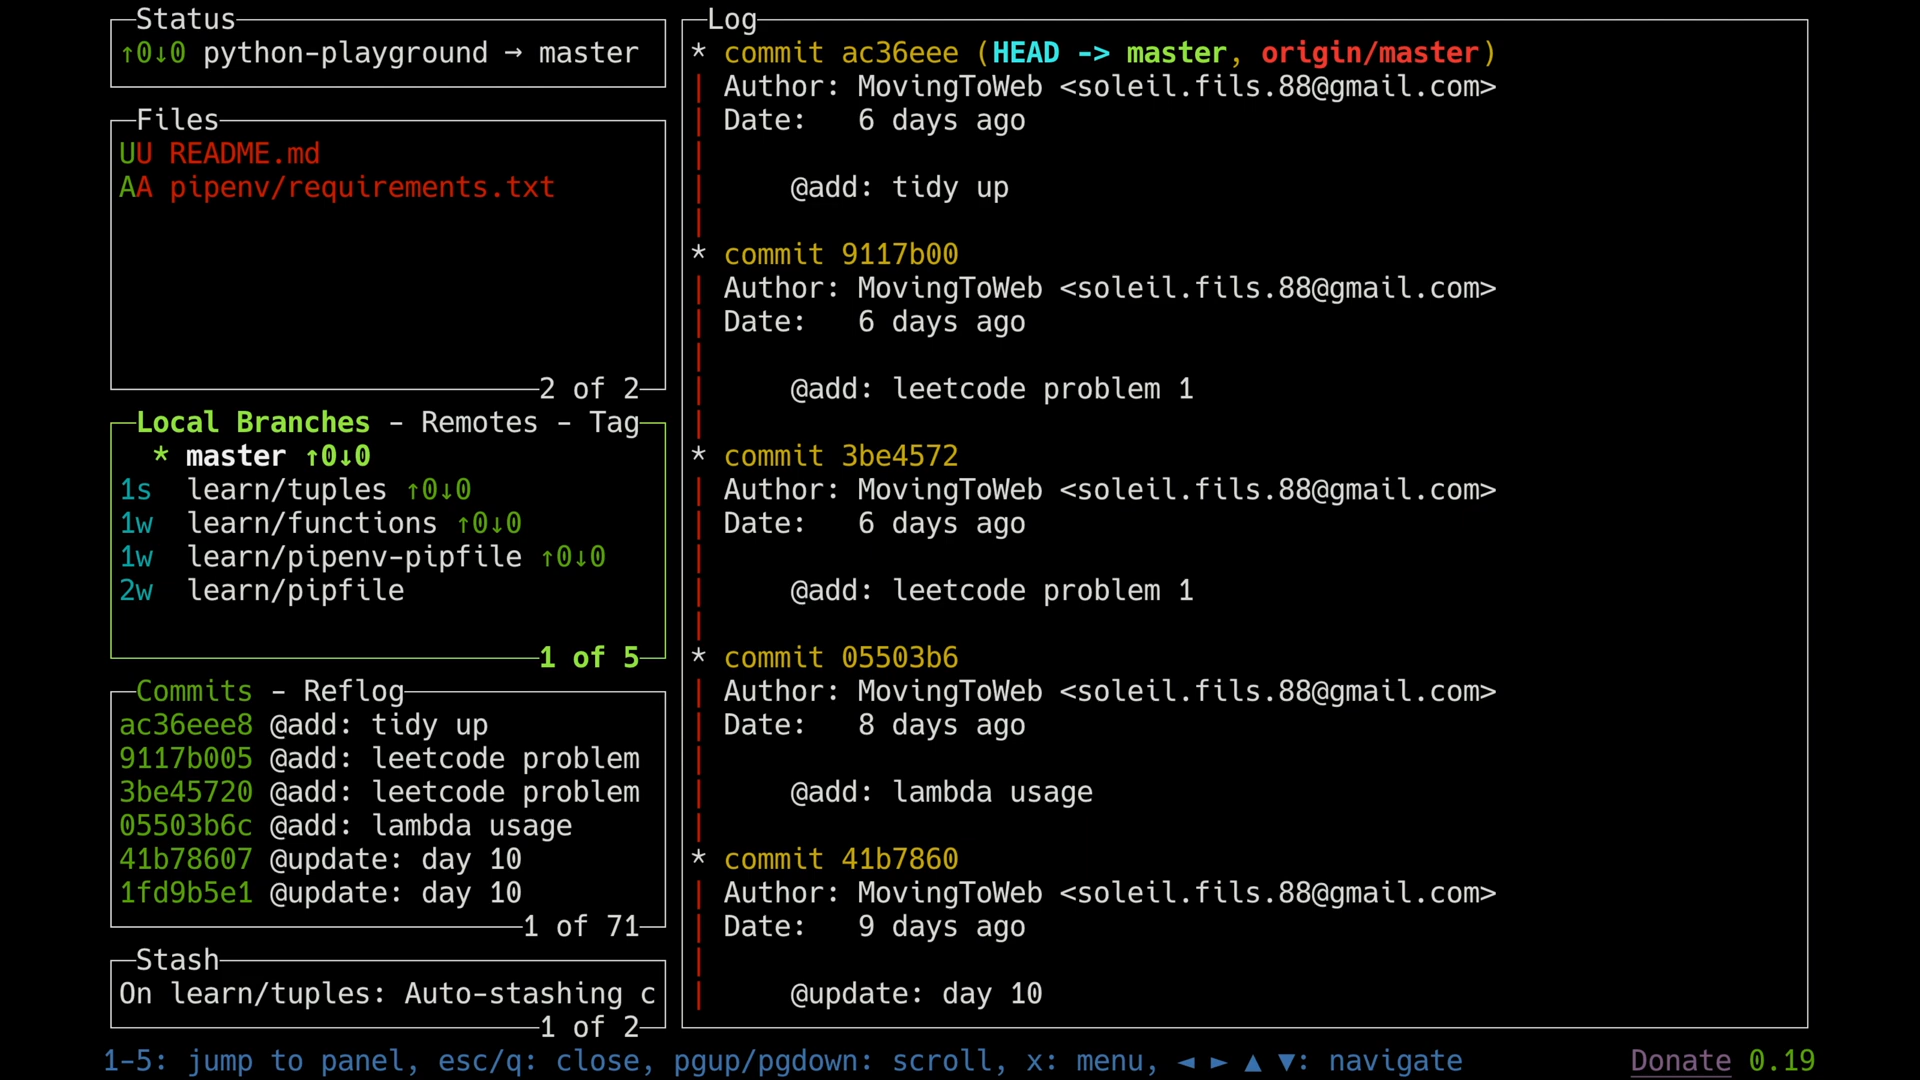 Status
↑0↓0 python-playground → master
Files
UU README.md
AA pipenv/requirements.txt
2 of 2
Local Branches - Remotes - Tag
* master ↑0↓0
1s learn/tuples ↑0↓0
1w learn/functions ↑0↓0
1w learn/pipenv-pipfile ↑0↓0
2w learn/pipfile
1 of 5
Commits - Reflog
ac36eee8 @add: tidy up
9117b005 @add: leetcode problem
3be45720 @add: leetcode problem
05503b6c @add: lambda usage
41b78607 @update: day 10
1fd9b5e1 @update: day 10
1 of 71
Stash
On learn/tuples: Auto-stashing c
1 of 2
Log
* commit ac36eee (HEAD -> master, origin/master)
Author: MovingToWeb <soleil.fils.88@gmail.com>
Date: 6 days ago
@add: tidy up
* commit 9117b00
Author: MovingToWeb <soleil.fils.88@gmail.com>
Date: 6 days ago
@add: leetcode problem 1
* commit 3be4572
Author: MovingToWeb <soleil.fils.88@gmail.com>
Date: 6 days ago
@add: leetcode problem 1
* commit 05503b6
Author: MovingToWeb <soleil.fils.88@gmail.com>
Date: 8 days ago
@add: lambda usage
* commit 41b7860
Author: MovingToWeb <soleil.fils.88@gmail.com>
Date: 9 days ago
@update: day 10
1-5: jump to panel, esc/q: close, pgup/pgdown: scroll, x: menu, ◄ ► ▲ ▼: navigate
Donate 0.19